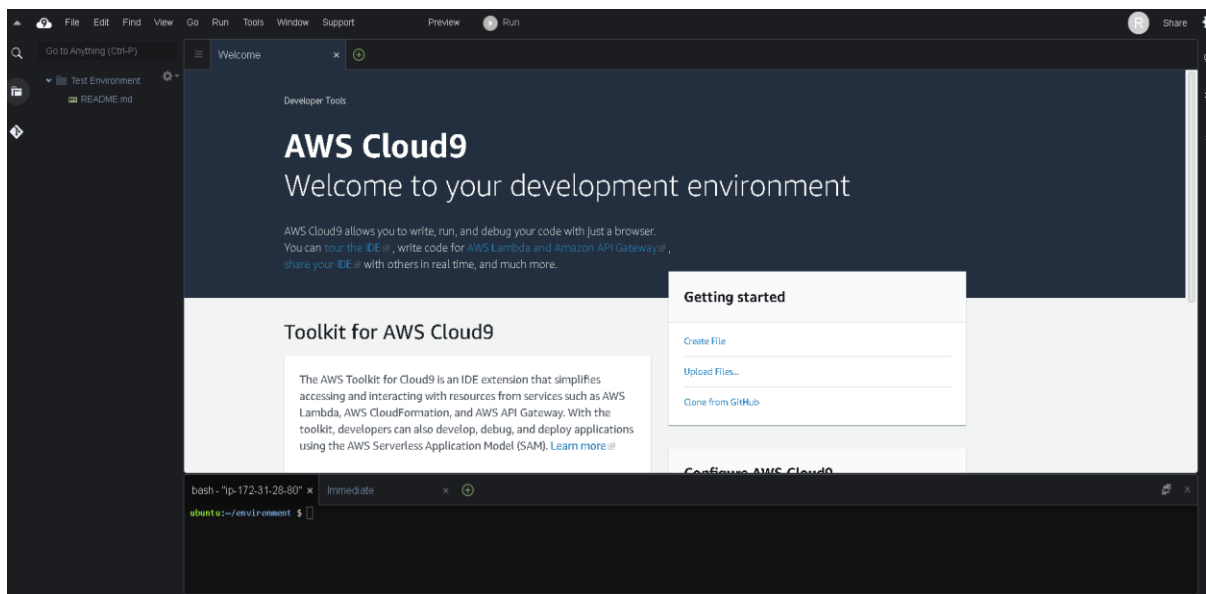 File Edit Find View Go Run Tools Window Support Preview Run R Share
Go to Anything (Ctrl-P)
Welcome
Test Environment
README.md
Developer Tools
AWS Cloud9
Welcome to your development environment
AWS Cloud9 allows you to write, run, and debug your code with just a browser.
You can tour the IDE, write code for AWS Lambda and Amazon API Gateway,
share your IDE with others in real time, and much more.
Toolkit for AWS Cloud9
The AWS Toolkit for Cloud9 is an IDE extension that simplifies
accessing and interacting with resources from services such as AWS
Lambda, AWS CloudFormation, and AWS API Gateway. With the
toolkit, developers can also develop, debug, and deploy applications
using the AWS Serverless Application Model (SAM). Learn more
Getting started
Create File
Upload Files...
Clone from GitHub
Configure AWS Cloud9
bash - "ip-172-31-28-80" Immediate
ubuntu:~/environment $